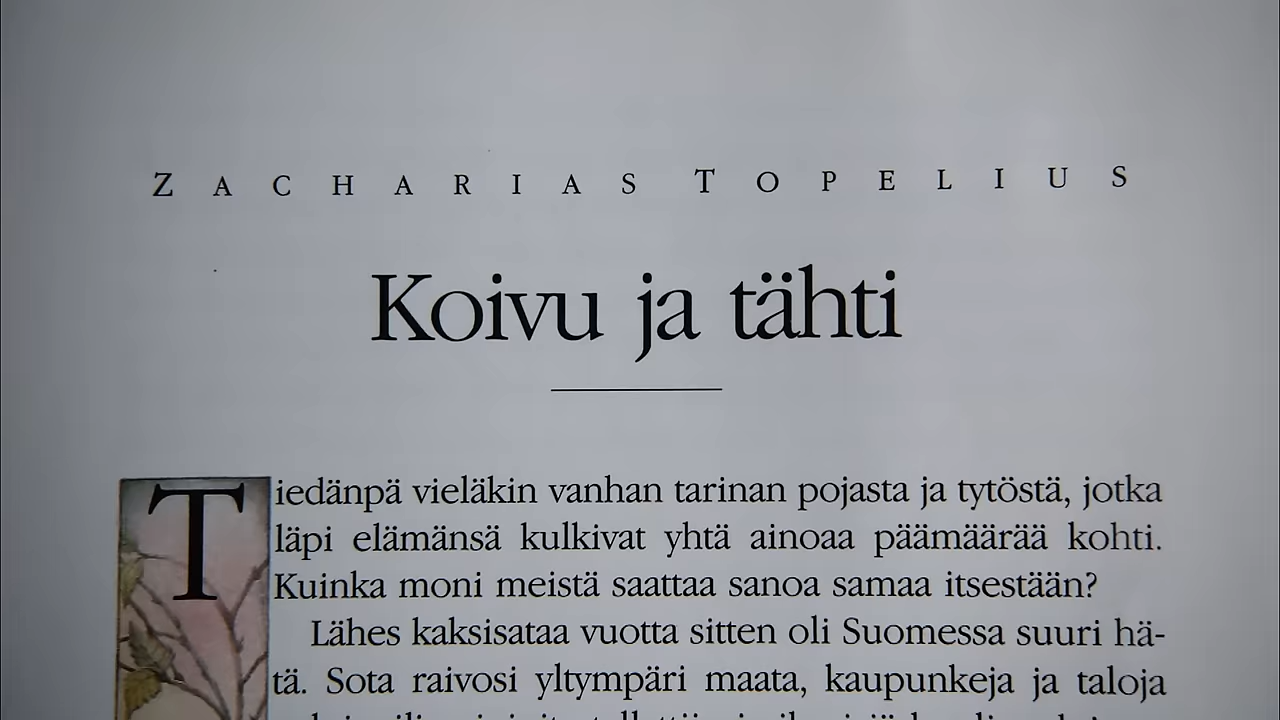 ZACHARIAS TOPELIUS
Koivu ja tähti
Tiedänpä vieläkin vanhan tarinan pojasta ja tytöstä, jotka
läpi elämänsä kulkivat yhtä ainoaa päämäärää kohti.
Kuinka moni meistä saattaa sanoa samaa itsestään?
Lähes kaksisataa vuotta sitten oli Suomessa suuri hä-
tä. Sota raivosi yltympäri maata, kaupunkeja ja taloja